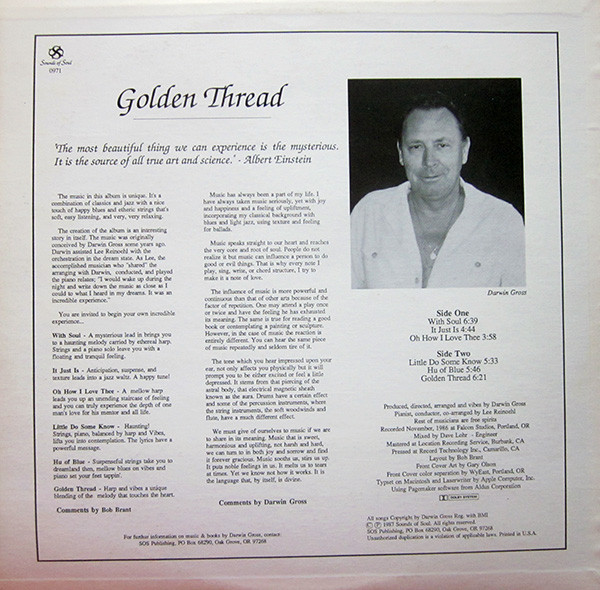 Sounds of Soul
0971
Golden Thread
'The most beautiful thing we can experience is the mysterious.
It is the source of all true art and science.' - Albert Einstein
The music in this album is unique. It's a
combination of classics and jazz with a nice
touch of happy blues and etheric strings that's
soft, easy listening, and very, very relaxing.
The creation of the album is an interesting
story in itself. The music was originally
conceived by Darwin Gross some years ago.
Darwin assisted Lee Reinoehl with the
orchestration in the dream state. As Lee, the
accomplished musician who "shared" the
arranging with Darwin, conducted, and played
the piano relates; "I would wake up during the
night and write down the music as close as I
could to what I heard in my dreams. It was an
incredible experience."
You are invited to begin your own incredible
experience...
With Soul - A mysterious lead in brings you
to a haunting melody carried by ethereal harp.
Strings and a piano solo leave you with a
floating and tranquil feeling.
It Just Is - Anticipation, suspense, and
texture leads into a jazz waltz. A happy tune!
Oh How I Love Thee - A mellow harp
leads you up an unending staircase of feeling
and you can truly experience the depth of one
man's love for his mentor and all life.
Little Do Some Know - Haunting!
Strings, piano, balanced by harp and Vibes,
lifts you into contemplation. The lyrics have a
powerful message.
Hu of Blue - Suspenseful strings take you to
dreamland then, mellow blues on vibes and
piano set your feet tappin'.
Golden Thread - Harp and vibes a unique
blending of the melody that touches the heart.
Comments by Bob Brant
Music has always been a part of my life. I
have always taken music seriously, yet with joy
and happiness and a feeling of upliftment,
incorporating my classical background with
blues and light jazz, using texture and feeling
for ballads.
Music speaks straight to our heart and reaches
the very core and root of soul. People do not
realize it but music can influence a person to do
good or evil things. That is why every note I
play, sing, write, or chord structure, I try to
make it a note of love.
The influence of music is more powerful and
continuous than that of other arts because of the
factor of repetition. One may attend a play once
or twice and have the feeling he has exhausted
its meaning. The same is true for reading a good
book or contemplating a painting or sculpture.
However, in the case of music the reaction is
entirely different. You can hear the same piece
of music repeatedly and seldom tire of it.
The tone which you hear impressed upon your
ear, not only affects you physically but it will
prompt you to be either excited or feel a little
depressed. It stems from that piercing of the
astral body, that electrical magnetic sheath
known as the aura. Drums have a certain effect
and some of the percussion instruments, where
the string instruments, the soft woodwinds and
flute, have a much different effect.
We must give of ourselves to music if we are
to share in its meaning. Music that is sweet,
harmonious and uplifting, not harsh and hard,
we can turn to in both joy and sorrow and find
it forever gracious. Music sooths us, stirs us up.
It puts noble feelings in us. It melts us to tears
at times. Yet we know not how it works. It is
the language that, by itself, is divine.
Comments by Darwin Gross
For further information on music & books by Darwin Gross, contact:
SOS Publishing, PO Box 68290, Oak Grove, OR 97268
Darwin Gross
Side One
With Soul 6:39
It Just Is 4:44
Oh How I Love Thee 3:58
Side Two
Little Do Some Know 5:33
Hu of Blue 5:46
Golden Thread 6:21
Produced, directed, arranged and vibes by Darwin Gross
Pianist, conductor, co-arranged by Lee Reinoehl
Rest of musicians are free spirits
Recorded November, 1986 at Falcon Studios, Portland, OR
Mixed by Dave Lohr - Engineer
Mastered at Location Recording Service, Burbank, CA
Pressed at Record Technology Inc., Camarillo, CA
Layout by Bob Brant
Front Cover Art by Gary Olson
Front Cover color separation by WyEast, Portland, OR
Typset on Macintosh and Laserwriter by Apple Computer, Inc.
Using Pagemaker software from Aldus Corporation
DOLBY SYSTEM
All songs Copyright by Darwin Gross Reg. with BMI
© ℗ 1987 Sounds of Soul. All rights reserved.
SOS Publishing, PO Box 68290, Oak Grove, OR 97268
Unauthorized duplication is a violation of applicable laws. Printed in U.S.A.